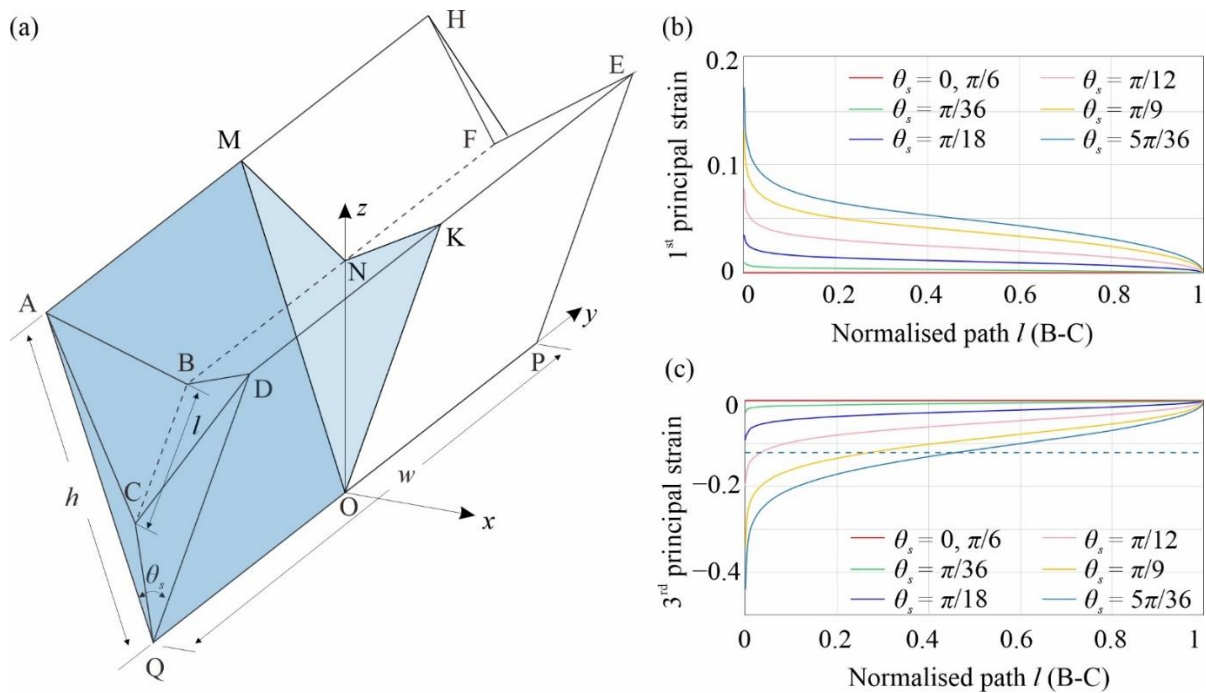 (a)
H
E
M
F
z
K
N
A
y
B
P
D
l
w
C
O
h
x
θs
Q
(b)
0.2
0.1
0
1st principal strain
θs = 0, π/6
θs = π/12
θs = π/36
θs = π/9
θs = π/18
θs = 5π/36
0.2 0.4 0.6 0.8 1
Normalised path l (B-C)
(c)
0
−0.2
−0.4
3rd principal strain
θs = 0, π/6
θs = π/12
θs = π/36
θs = π/9
θs = π/18
θs = 5π/36
0 0.2 0.4 0.6 0.8 1
Normalised path l (B-C)